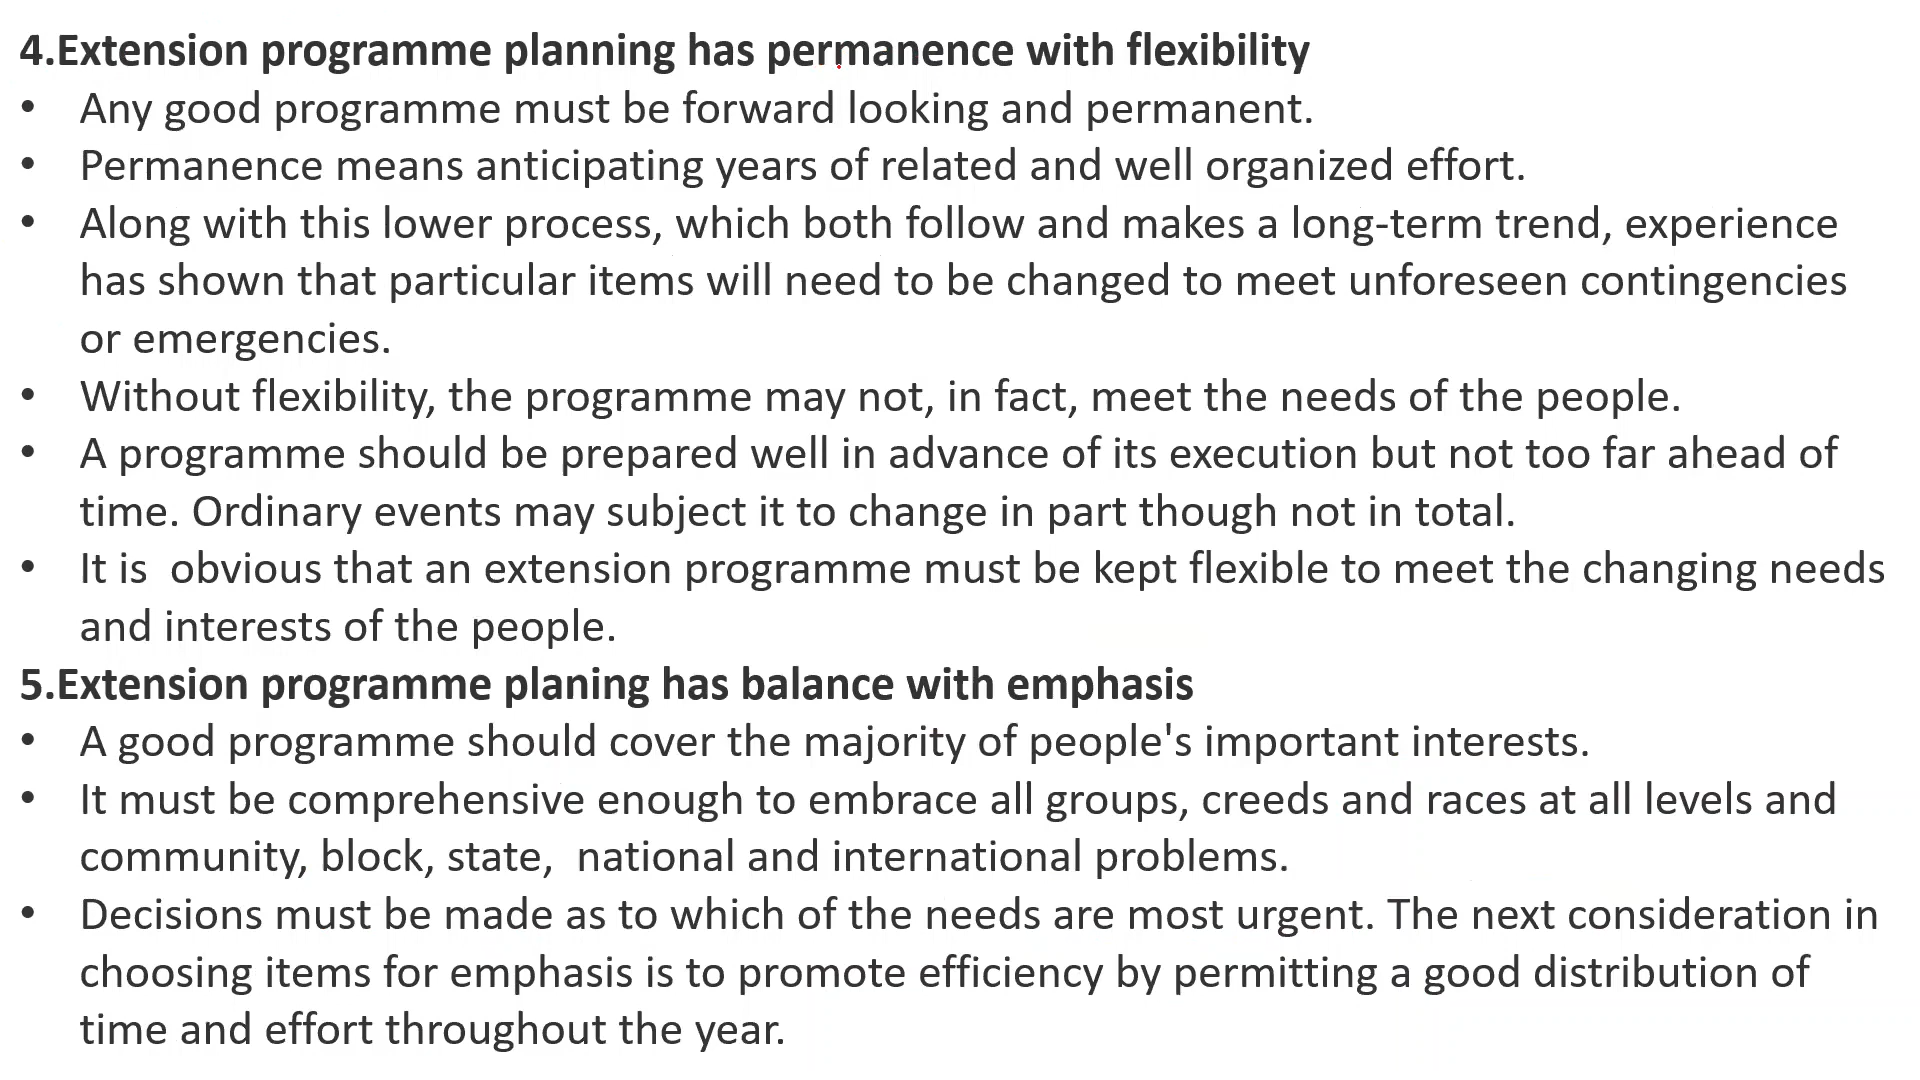 4.Extension programme planning has permanence with flexibility
• Any good programme must be forward looking and permanent.
• Permanence means anticipating years of related and well organized effort.
• Along with this lower process, which both follow and makes a long-term trend, experience
has shown that particular items will need to be changed to meet unforeseen contingencies
or emergencies.
• Without flexibility, the programme may not, in fact, meet the needs of the people.
• A programme should be prepared well in advance of its execution but not too far ahead of
time. Ordinary events may subject it to change in part though not in total.
• It is  obvious that an extension programme must be kept flexible to meet the changing needs
and interests of the people.
5.Extension programme planing has balance with emphasis
• A good programme should cover the majority of people's important interests.
• It must be comprehensive enough to embrace all groups, creeds and races at all levels and
community, block, state,  national and international problems.
• Decisions must be made as to which of the needs are most urgent. The next consideration in
choosing items for emphasis is to promote efficiency by permitting a good distribution of
time and effort throughout the year.